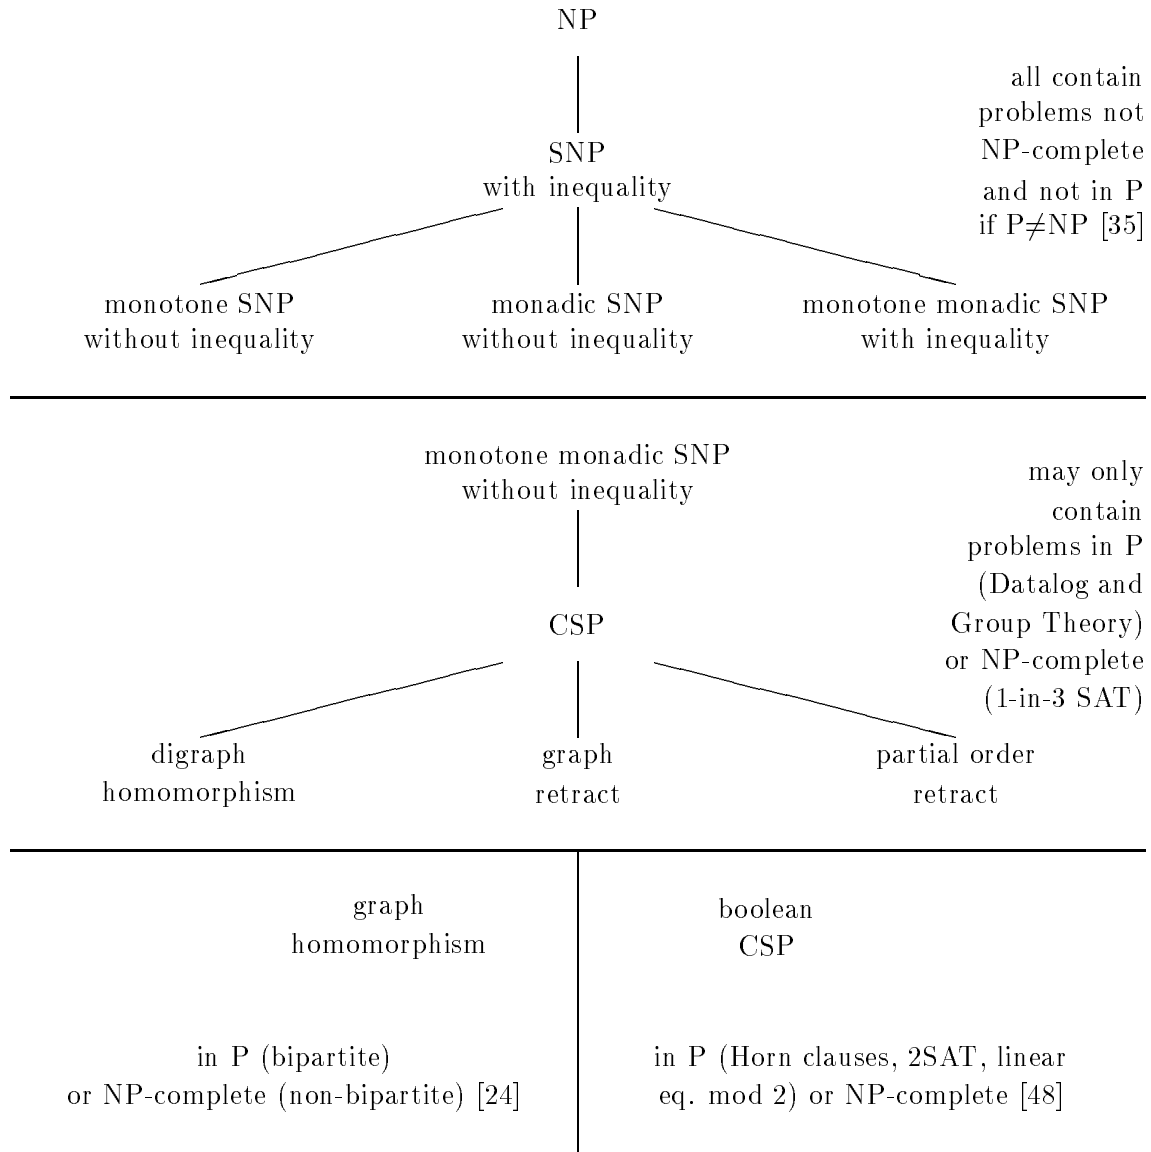 NP
all contain
problems not
NP-complete
and not in P
if P≠NP [35]
SNP
with inequality
monotone SNP
without inequality
monadic SNP
without inequality
monotone monadic SNP
with inequality
monotone monadic SNP
without inequality
may only
contain
problems in P
(Datalog and
Group Theory)
or NP-complete
(1-in-3 SAT)
CSP
digraph
homomorphism
graph
retract
partial order
retract
graph
homomorphism
in P (bipartite)
or NP-complete (non-bipartite) [24]
boolean
CSP
in P (Horn clauses, 2SAT, linear
eq. mod 2) or NP-complete [48]